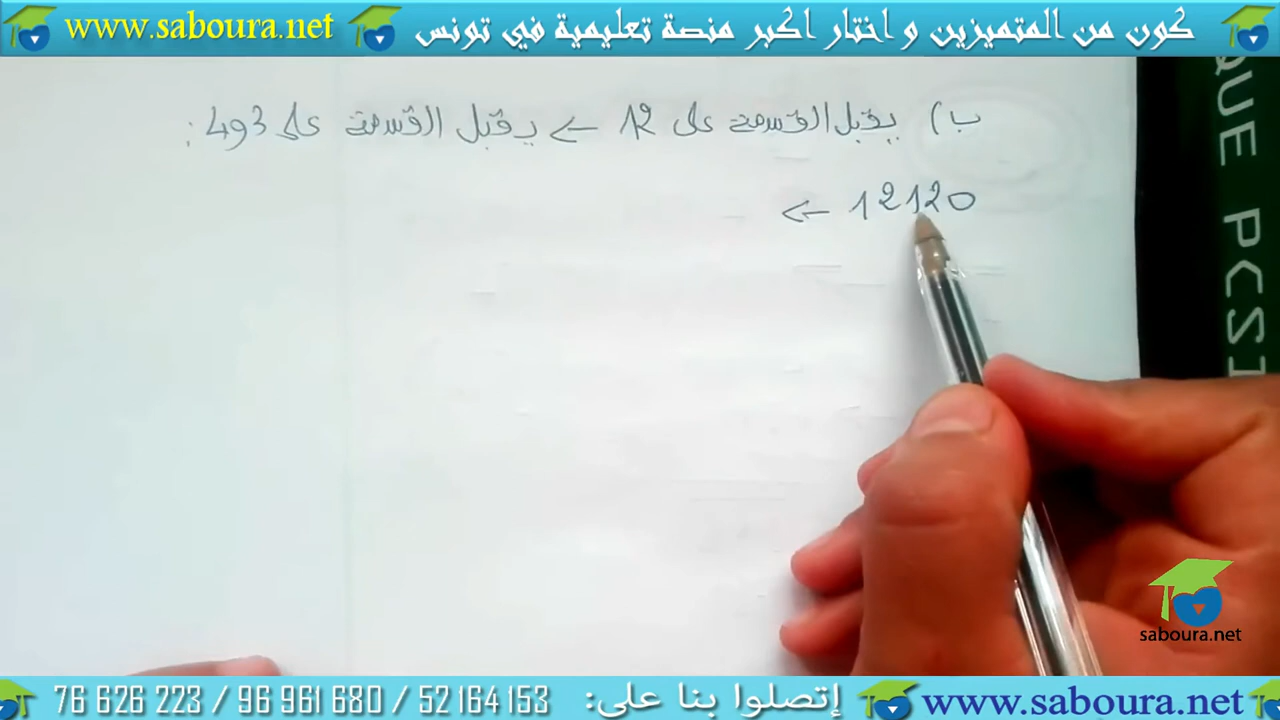 www.saboura.net
كون من المتميزين و اختار اكبر منصة تعليمية في تونس
ب) يقبل القسمة على 12 ← يقبل القسمة على 3 و 4 :
12120 ←
QUE PCSI
saboura.net
إتصلوا بنا على: 76 626 223 / 96 961 680 / 52 164 153
www.saboura.net